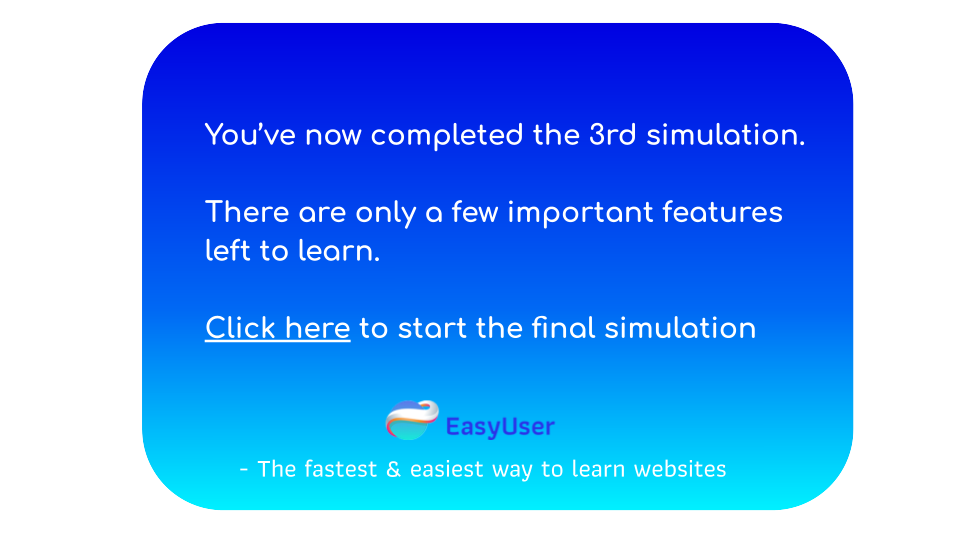 You’ve now completed the 3rd simulation.
There are only a few important features
left to learn.
Click here to start the final simulation
EasyUser
- The fastest & easiest way to learn websites